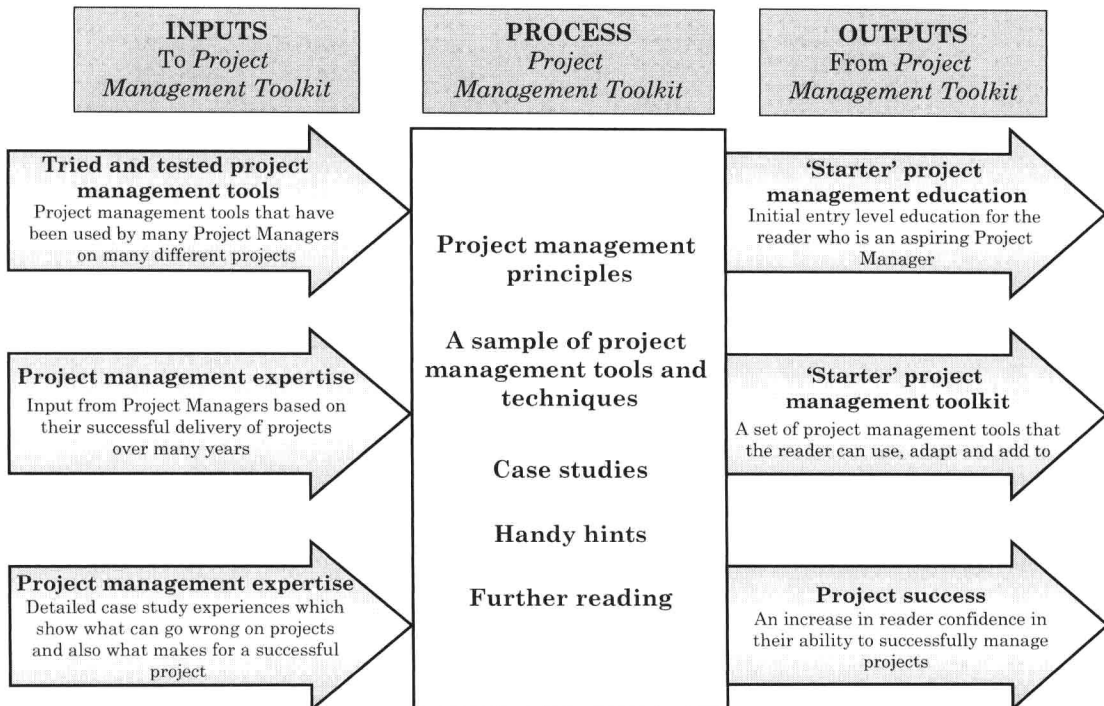 INPUTS
To Project
Management Toolkit
PROCESS
Project
Management Toolkit
OUTPUTS
From Project
Management Toolkit
Tried and tested project
management tools
Project management tools that have
been used by many Project Managers
on many different projects
Project management expertise
Input from Project Managers based on
their successful delivery of projects
over many years
Project management expertise
Detailed case study experiences which
show what can go wrong on projects
and also what makes for a successful
project
Project management
principles
A sample of project
management tools and
techniques
Case studies
Handy hints
Further reading
‘Starter’ project
management education
Initial entry level education for the
reader who is an aspiring Project
Manager
‘Starter’ project
management toolkit
A set of project management tools that
the reader can use, adapt and add to
Project success
An increase in reader confidence in
their ability to successfully manage
projects